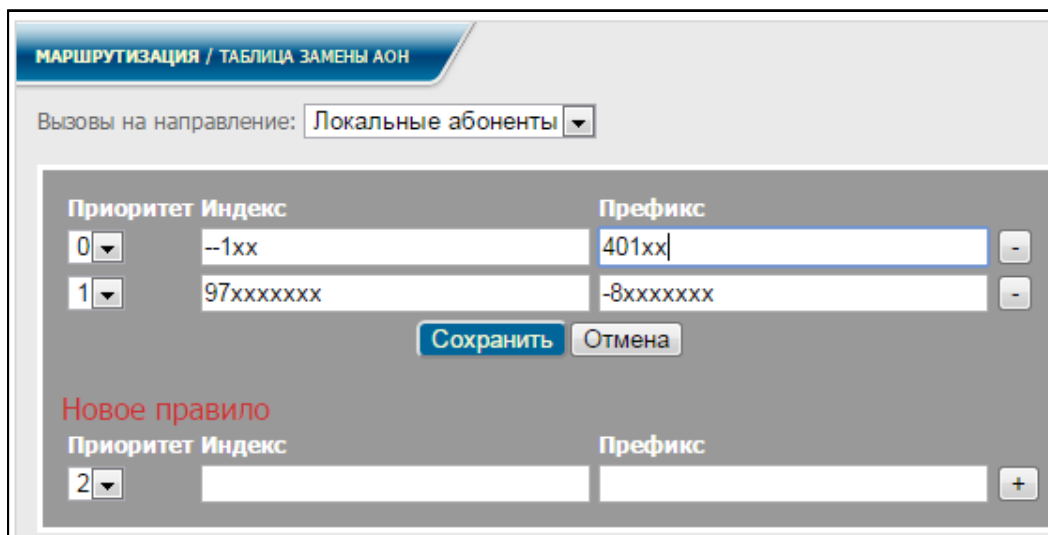 МАРШРУТИЗАЦИЯ / ТАБЛИЦА ЗАМЕНЫ АОН
Вызовы на направление: Локальные абоненты
Приоритет Индекс Префикс
0 --1xx 401xx -
1 97xxxxxxx -8xxxxxxx -
Сохранить Отмена
Новое правило
Приоритет Индекс Префикс
2 +